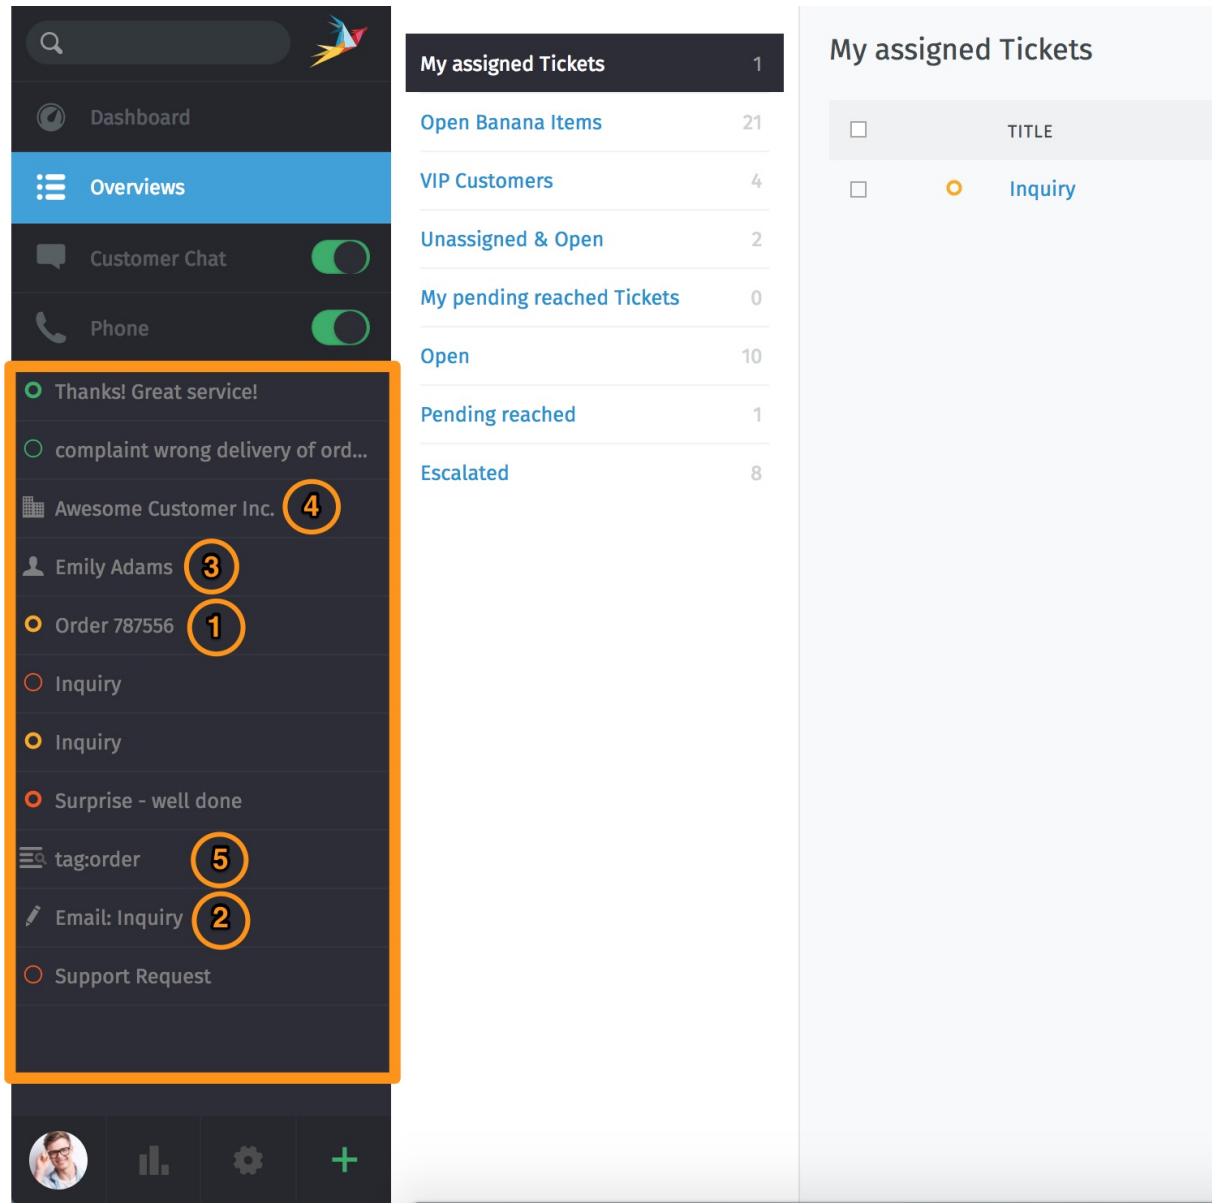 Dashboard
Overviews
Customer Chat
Phone
Thanks! Great service!
complaint wrong delivery of ord...
Awesome Customer Inc. 4
Emily Adams 3
Order 787556 1
Inquiry
Inquiry
Surprise - well done
tag:order 5
Email: Inquiry 2
Support Request
My assigned Tickets 1
Open Banana Items 21
VIP Customers 4
Unassigned & Open 2
My pending reached Tickets 0
Open 10
Pending reached 1
Escalated 8
My assigned Tickets
TITLE
Inquiry